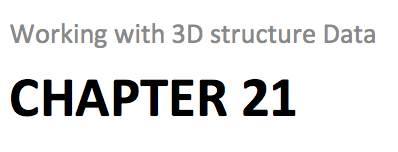 Working with 3D structure Data
CHAPTER 21